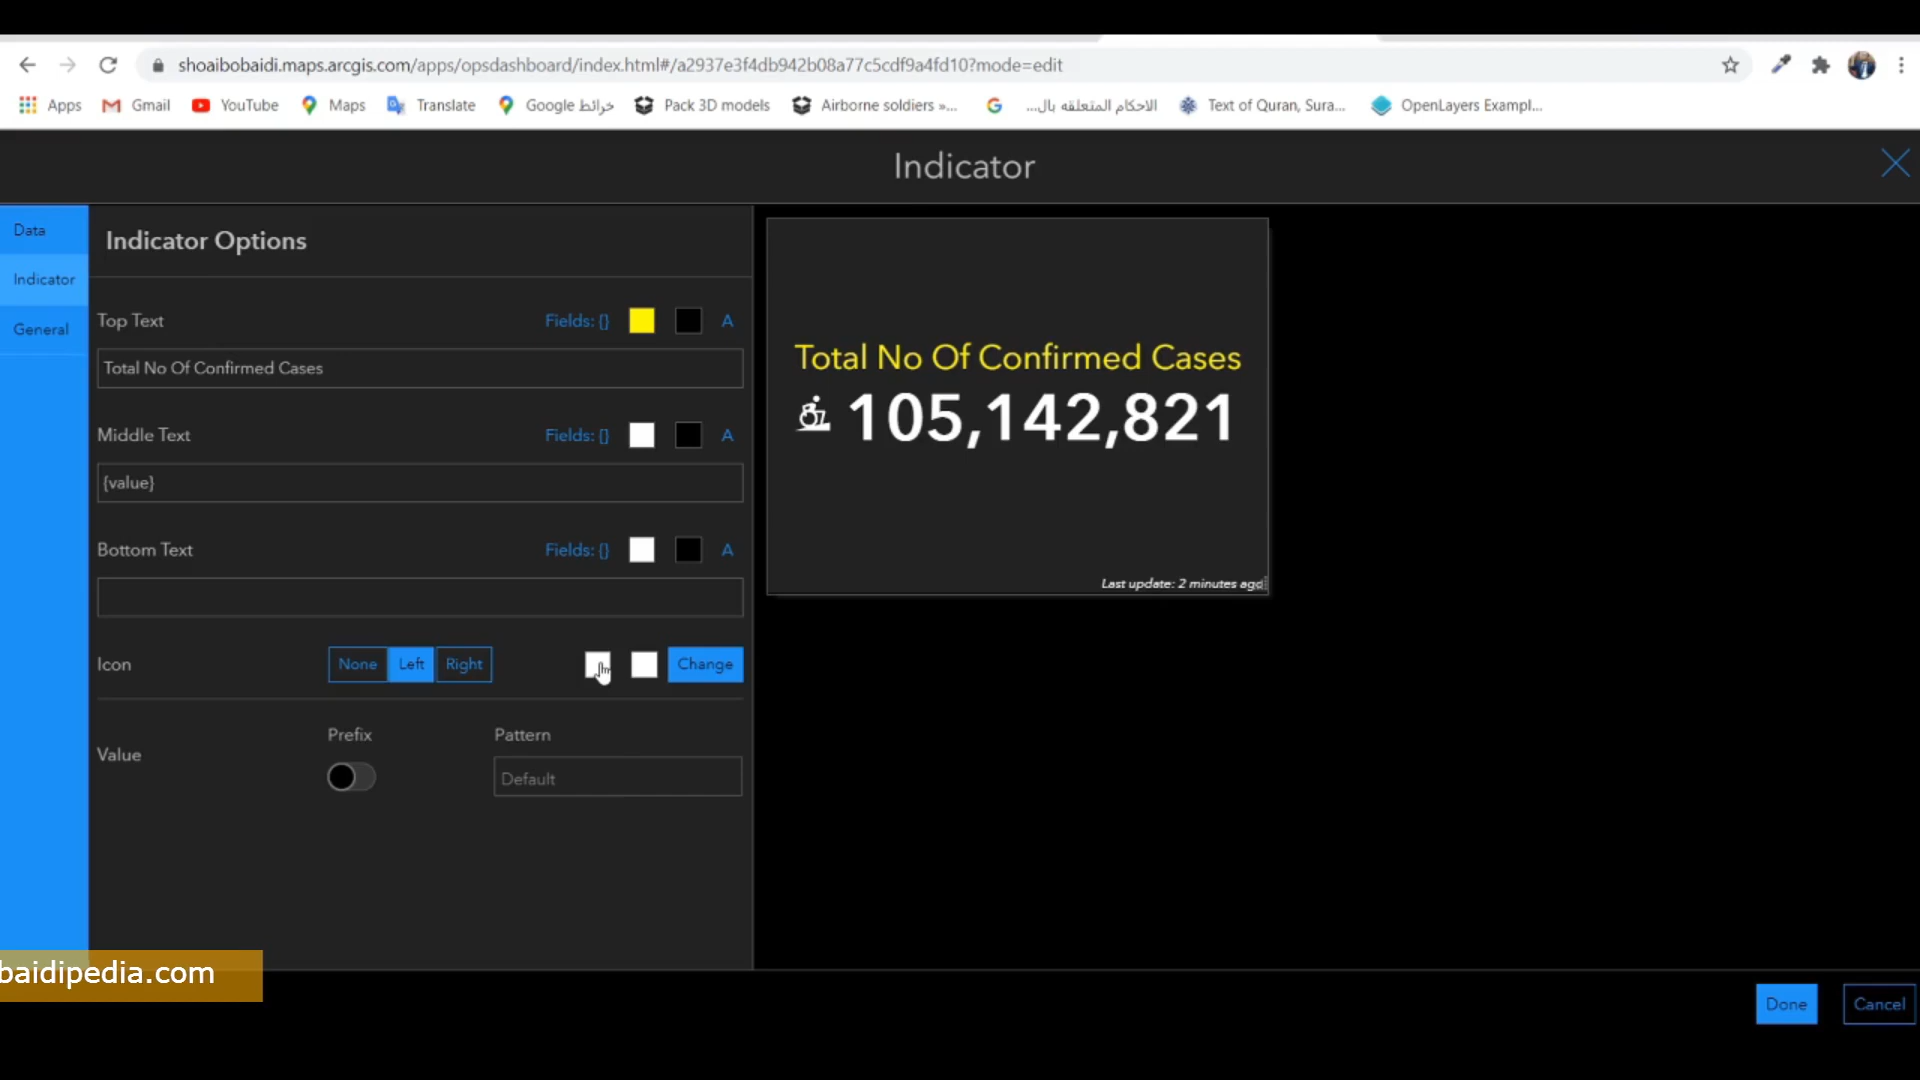 shoaibobaidi.maps.arcgis.com/apps/opsdashboard/index.html#/a2937e3f4db942b08a77c5cdf9a4fd10?mode=edit
Apps Gmail YouTube Maps Translate Google خرائط Pack 3D models Airborne soldiers »... الاحكام المتعلقه بال... Text of Quran, Sura... OpenLayers Exampl...
Indicator
Data
Indicator
General
Indicator Options
Top Text Fields: {} A
Total No Of Confirmed Cases
Middle Text Fields: {} A
{value}
Bottom Text Fields: {} A
Icon None Left Right Change
Prefix Pattern
Value
Default
Total No Of Confirmed Cases
105,142,821
Last update: 2 minutes ago
baidipedia.com
Done Cancel